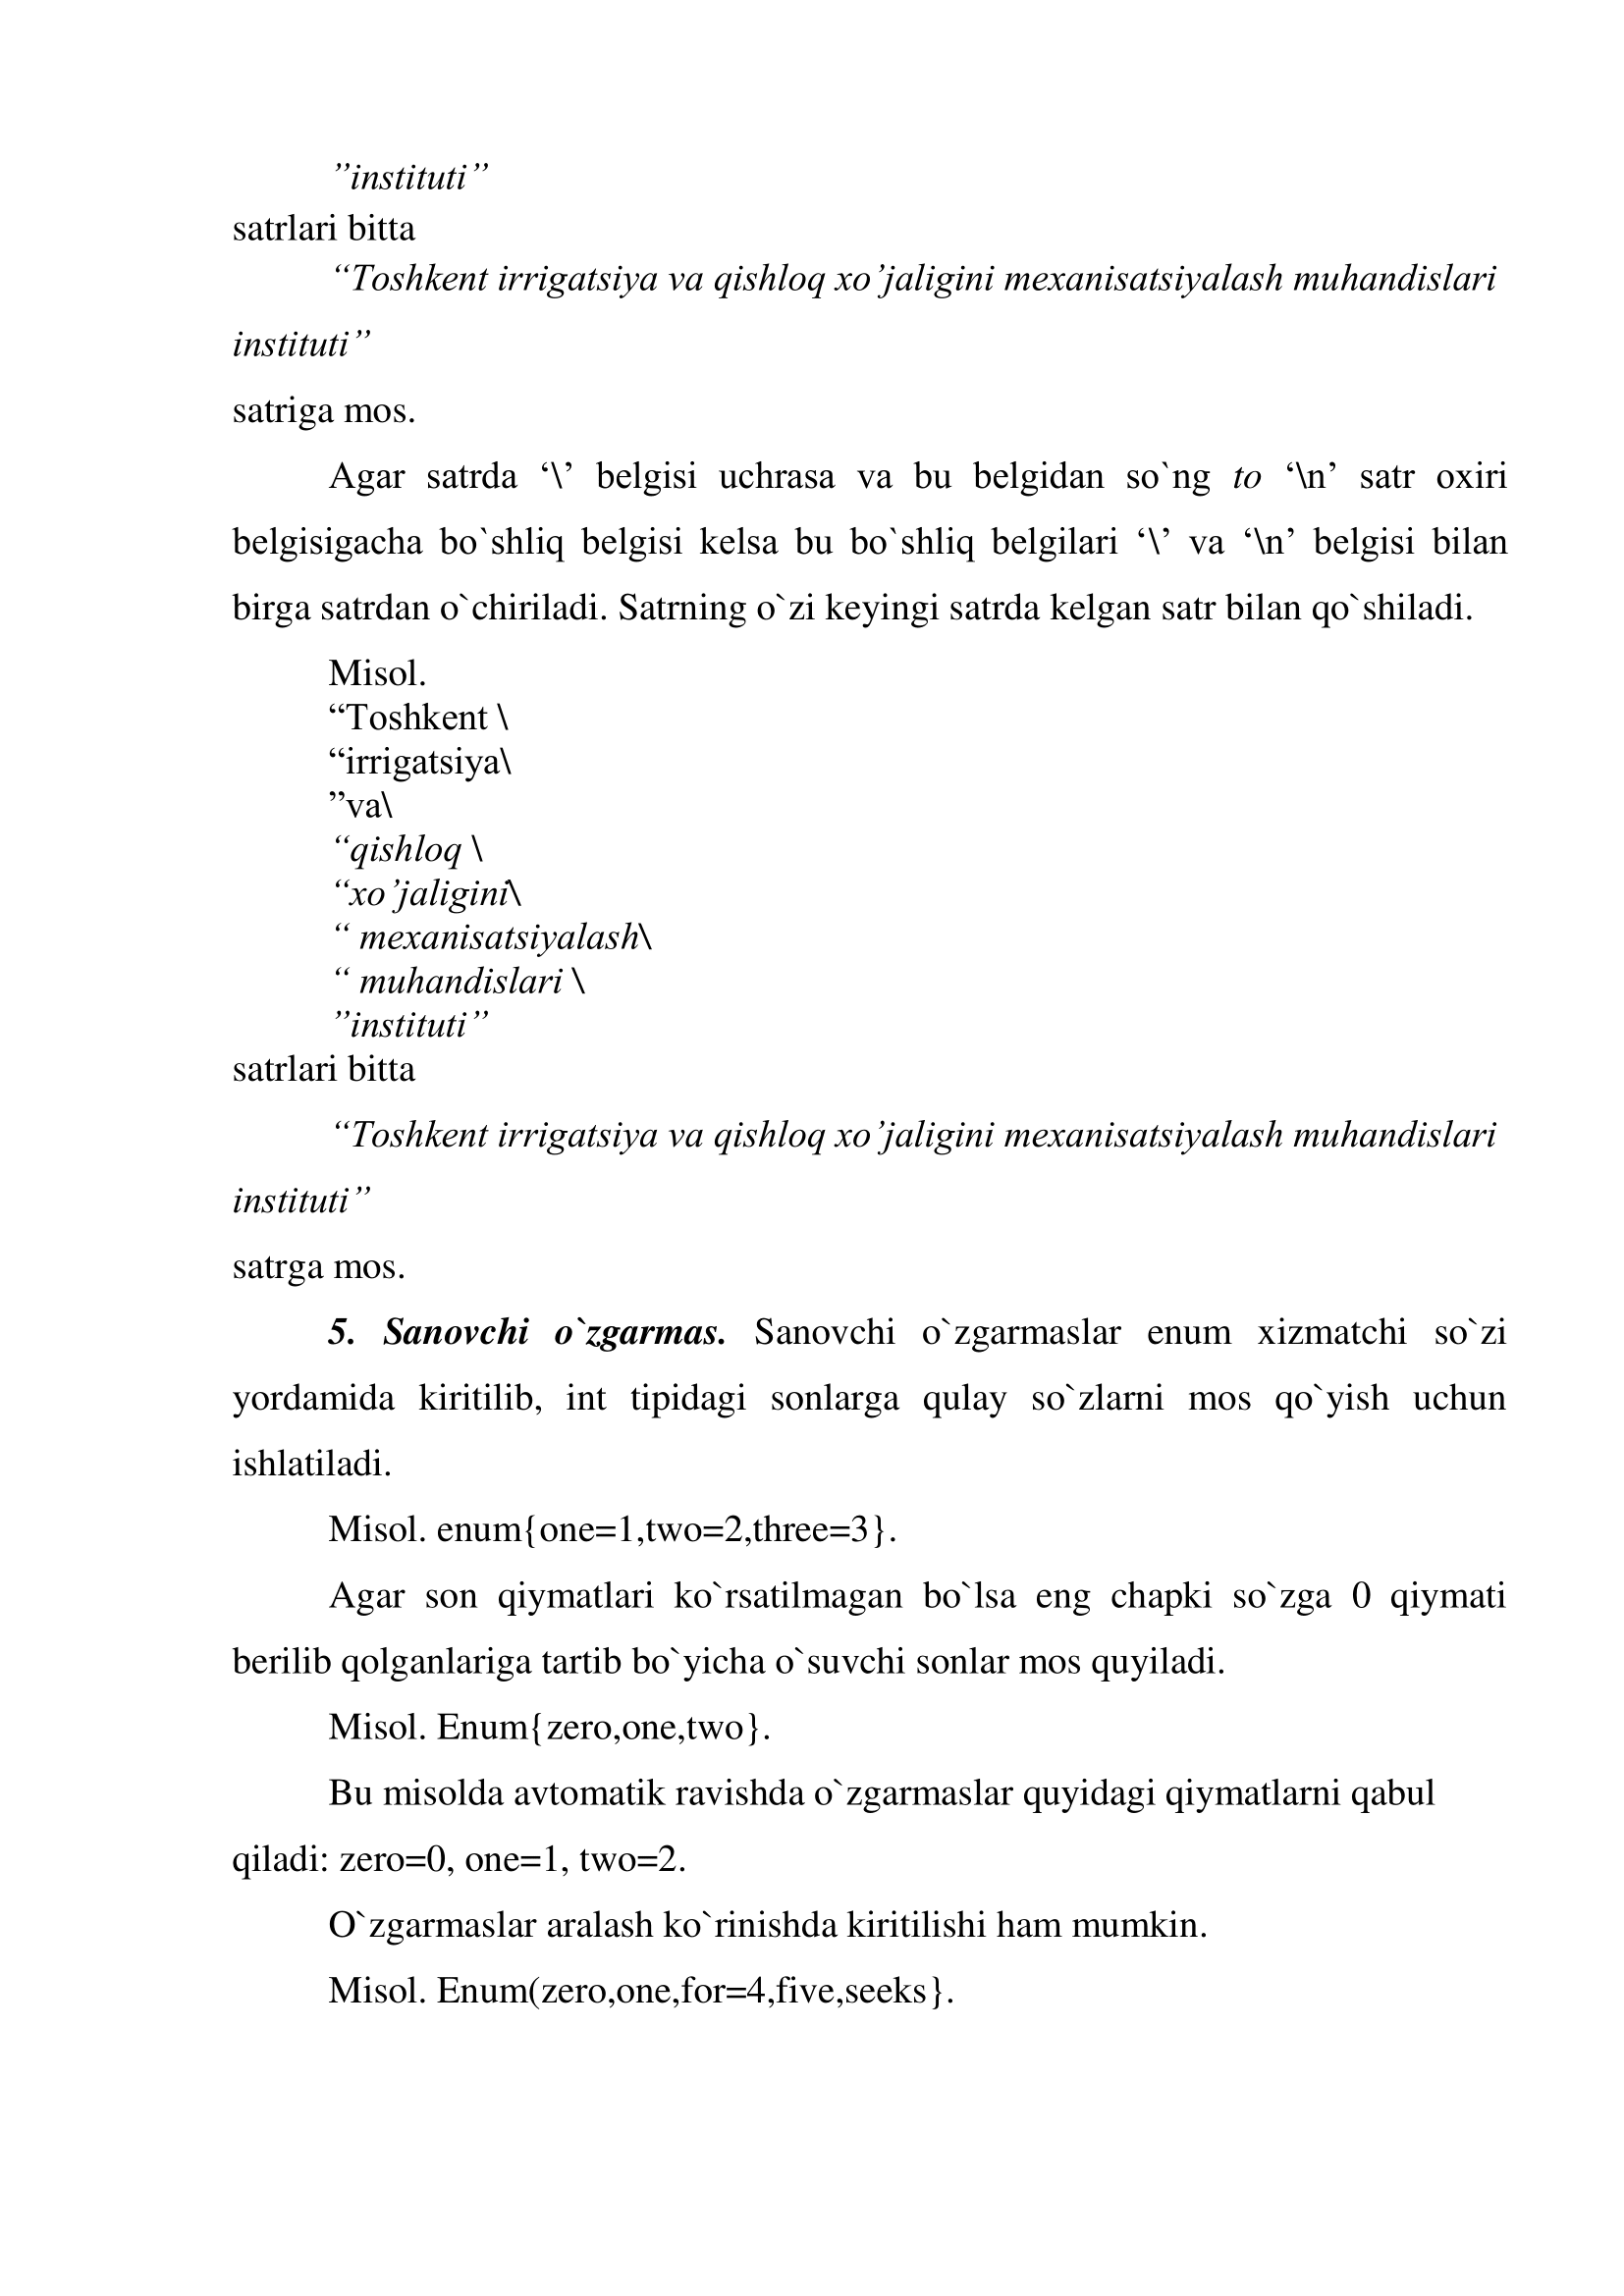 ”instituti”
satrlari bitta
“Toshkent irrigatsiya va qishloq xo’jaligini mexanisatsiyalash muhandislari
instituti”
satriga mos.
Agar satrda ‘\’ belgisi uchrasa va bu belgidan so`ng to ‘\n’ satr oxiri
belgisigacha bo`shliq belgisi kelsa bu bo`shliq belgilari ‘\’ va ‘\n’ belgisi bilan
birga satrdan o`chiriladi. Satrning o`zi keyingi satrda kelgan satr bilan qo`shiladi.
Misol.
“Toshkent \
“irrigatsiya\
”va\
“qishloq \
“xo’jaligini\
“ mexanisatsiyalash\
“ muhandislari \
”instituti”
satrlari bitta
“Toshkent irrigatsiya va qishloq xo’jaligini mexanisatsiyalash muhandislari
instituti”
satrga mos.
5. Sanovchi o`zgarmas. Sanovchi o`zgarmaslar enum xizmatchi so`zi
yordamida kiritilib, int tipidagi sonlarga qulay so`zlarni mos qo`yish uchun
ishlatiladi.
Misol. enum{one=1,two=2,three=3}.
Agar son qiymatlari ko`rsatilmagan bo`lsa eng chapki so`zga 0 qiymati
berilib qolganlariga tartib bo`yicha o`suvchi sonlar mos quyiladi.
Misol. Enum{zero,one,two}.
Bu misolda avtomatik ravishda o`zgarmaslar quyidagi qiymatlarni qabul
qiladi: zero=0, one=1, two=2.
O`zgarmaslar aralash ko`rinishda kiritilishi ham mumkin.
Misol. Enum(zero,one,for=4,five,seeks}.